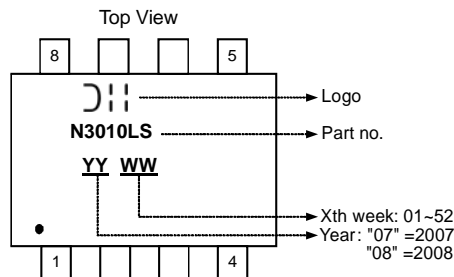 Top View
8 5
Logo
N3010LS Part no.
YY WW
Xth week: 01~52
Year: "07" =2007
"08" =2008
1 4